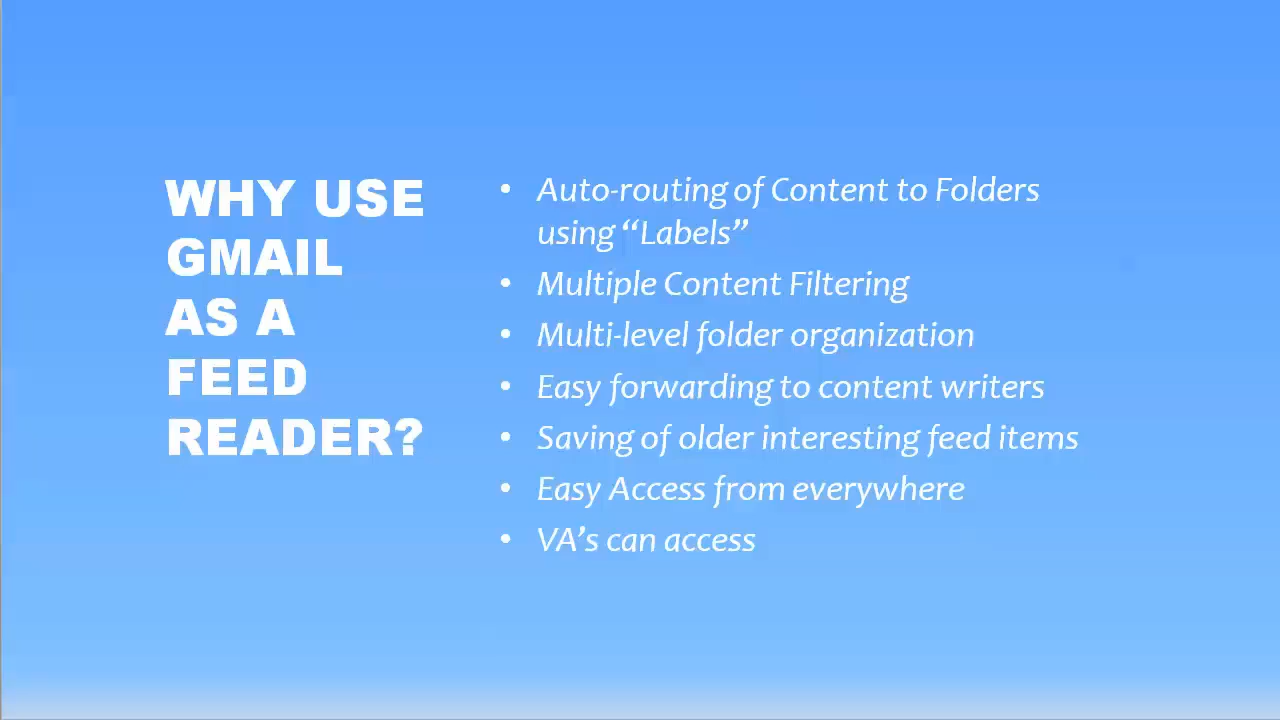 WHY USE
GMAIL
AS A
FEED
READER?
• Auto-routing of Content to Folders
using “Labels”
• Multiple Content Filtering
• Multi-level folder organization
• Easy forwarding to content writers
• Saving of older interesting feed items
• Easy Access from everywhere
• VA’s can access